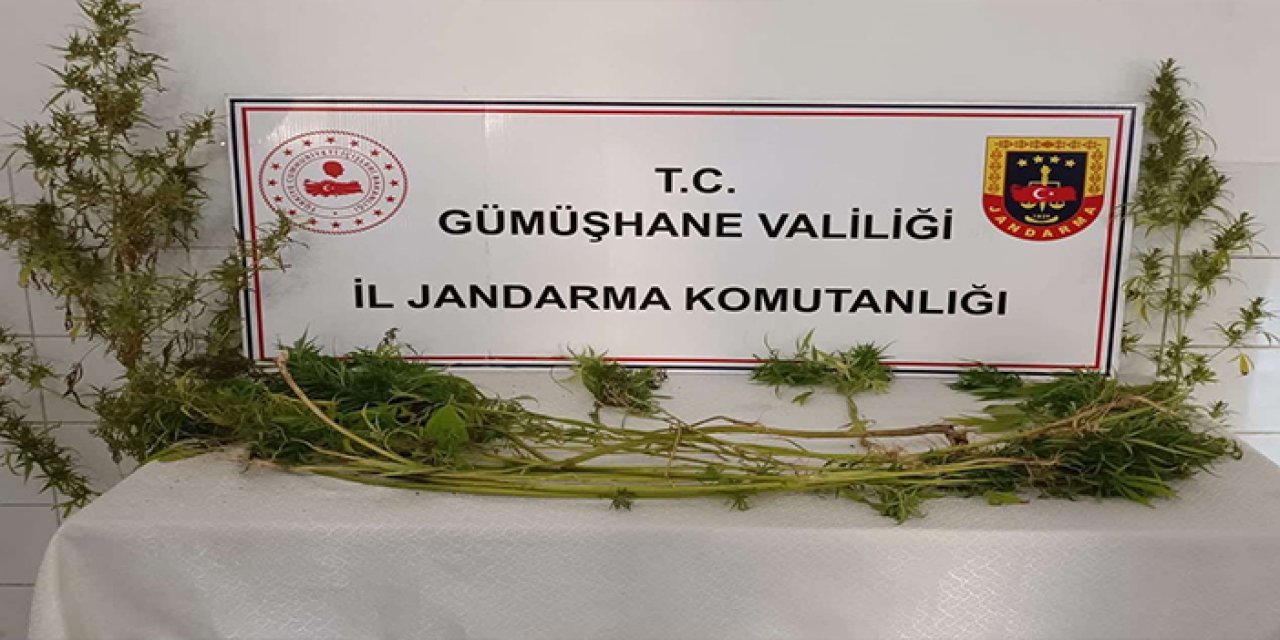 T.C.
GÜMÜŞHANE VALİLİĞİ
İL JANDARMA KOMUTANLIĞI
JANDARMA